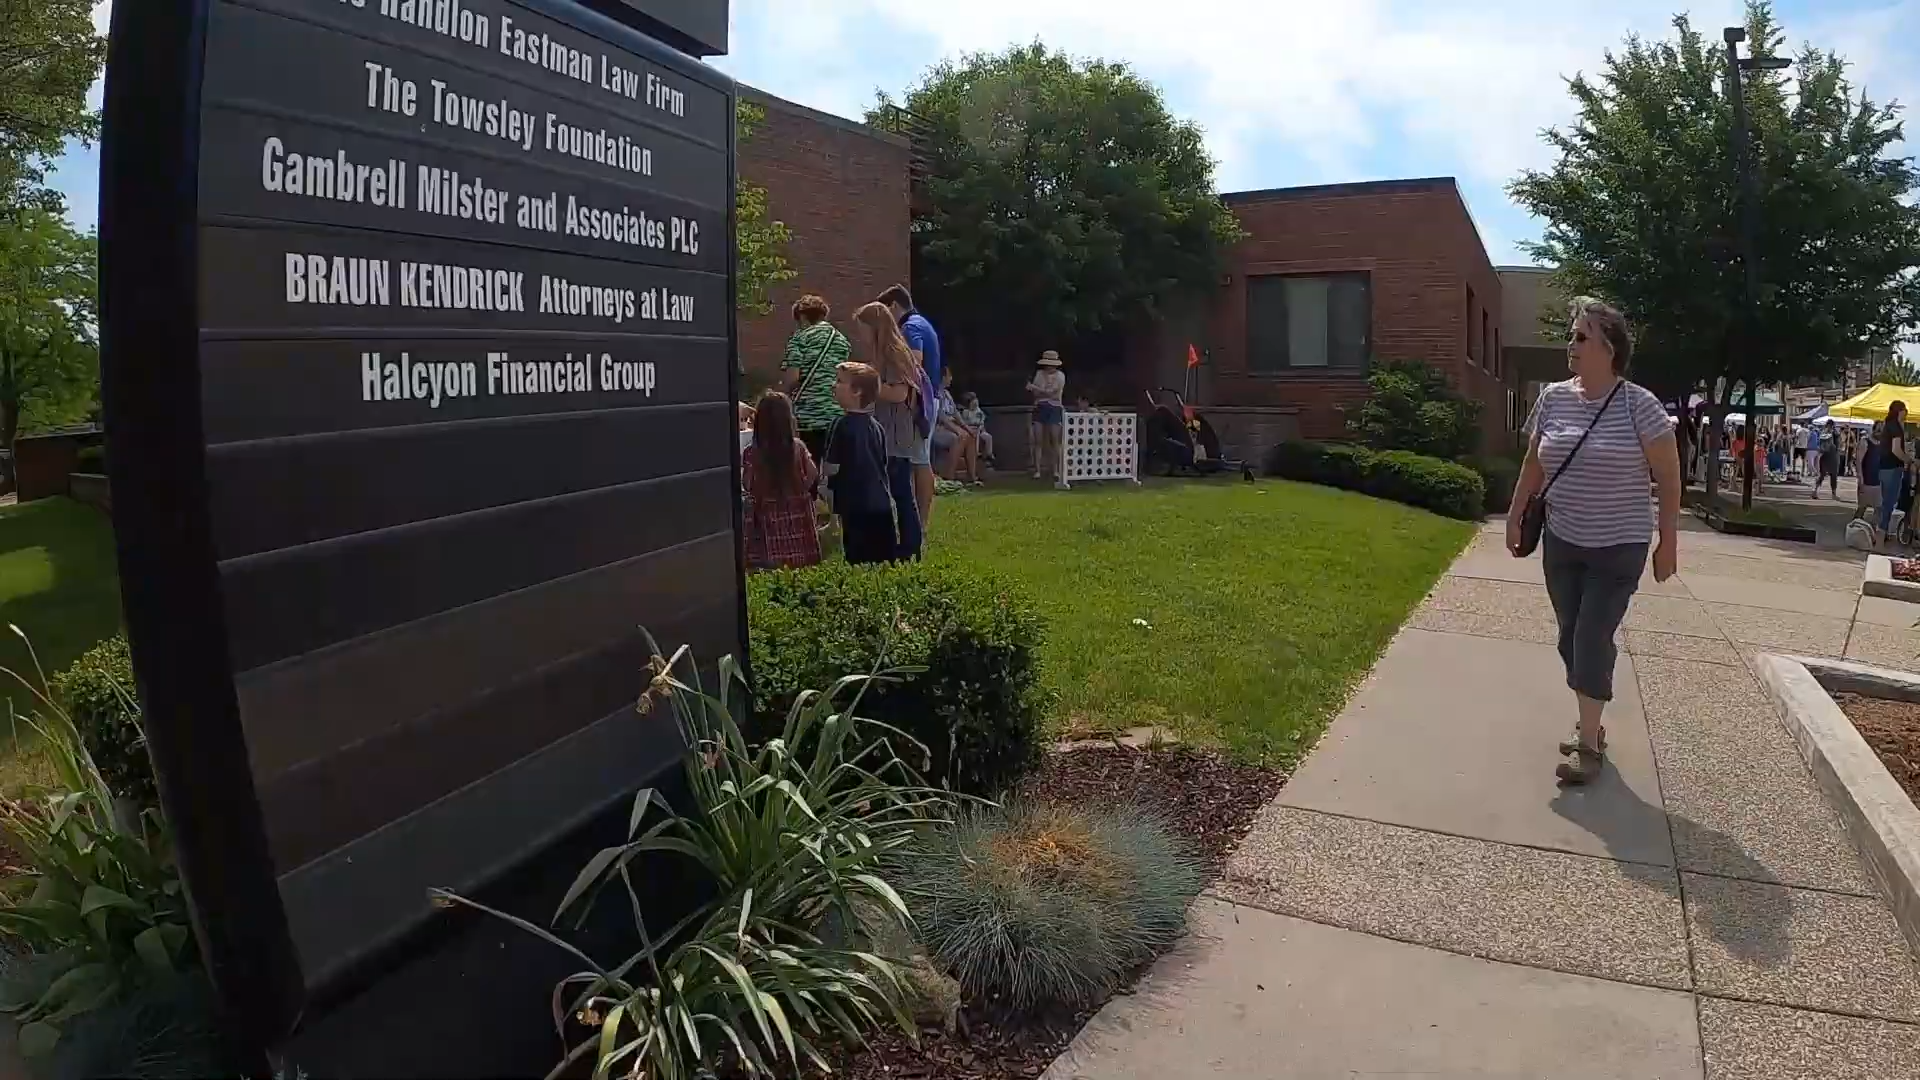 Handlon Eastman Law Firm
The Towsley Foundation
Gambrell Milster and Associates PLC
BRAUN KENDRICK Attorneys at Law
Halcyon Financial Group